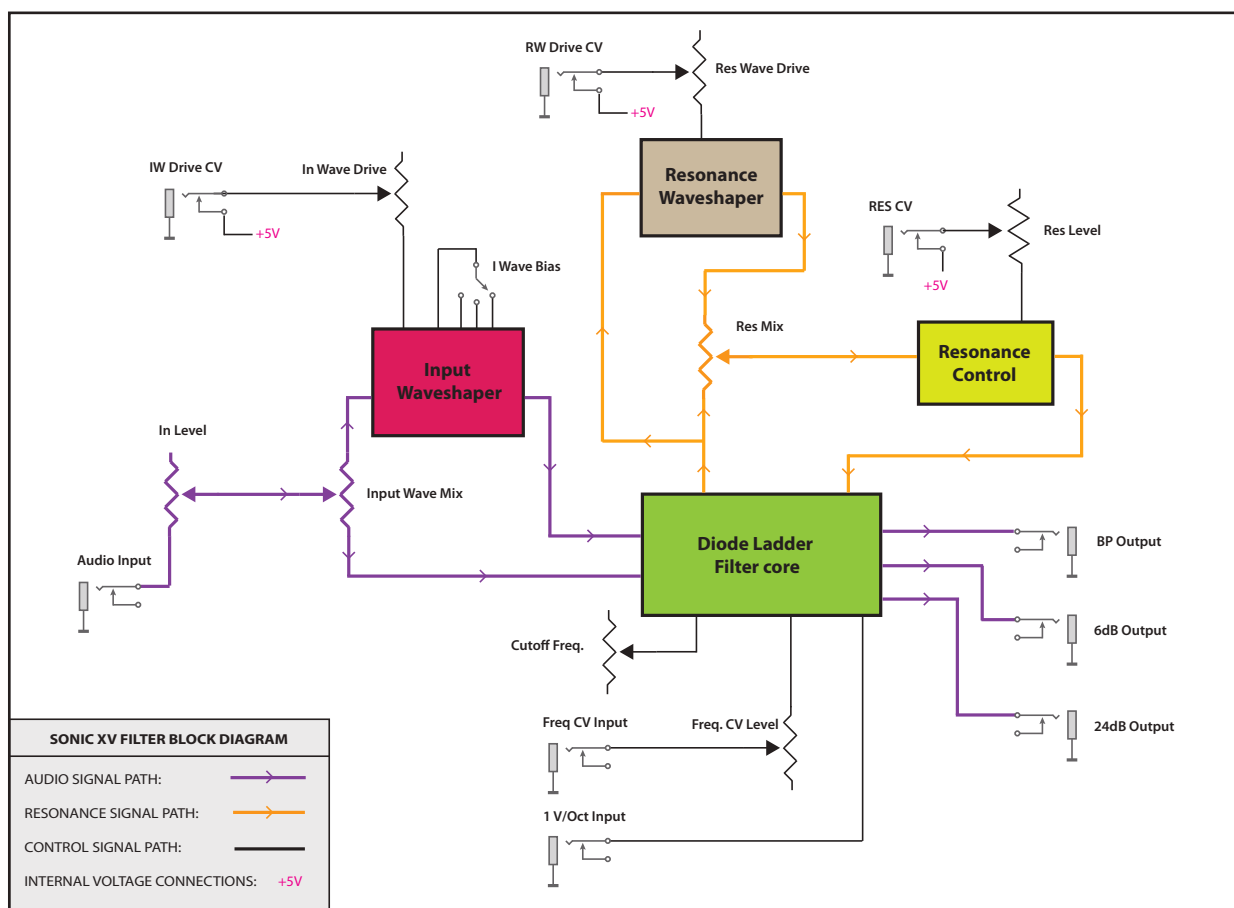 RW Drive CV
Res Wave Drive
+5V
IW Drive CV
In Wave Drive
+5V
Resonance
Waveshaper
RES CV
Res Level
+5V
I Wave Bias
Input
Waveshaper
Res Mix
Resonance
Control
In Level
Input Wave Mix
Audio Input
Diode Ladder
Filter core
BP Output
6dB Output
24dB Output
Cutoff Freq.
Freq CV Input
Freq. CV Level
1 V/Oct Input
SONIC XV FILTER BLOCK DIAGRAM
AUDIO SIGNAL PATH:
RESONANCE SIGNAL PATH:
CONTROL SIGNAL PATH:
INTERNAL VOLTAGE CONNECTIONS: +5V